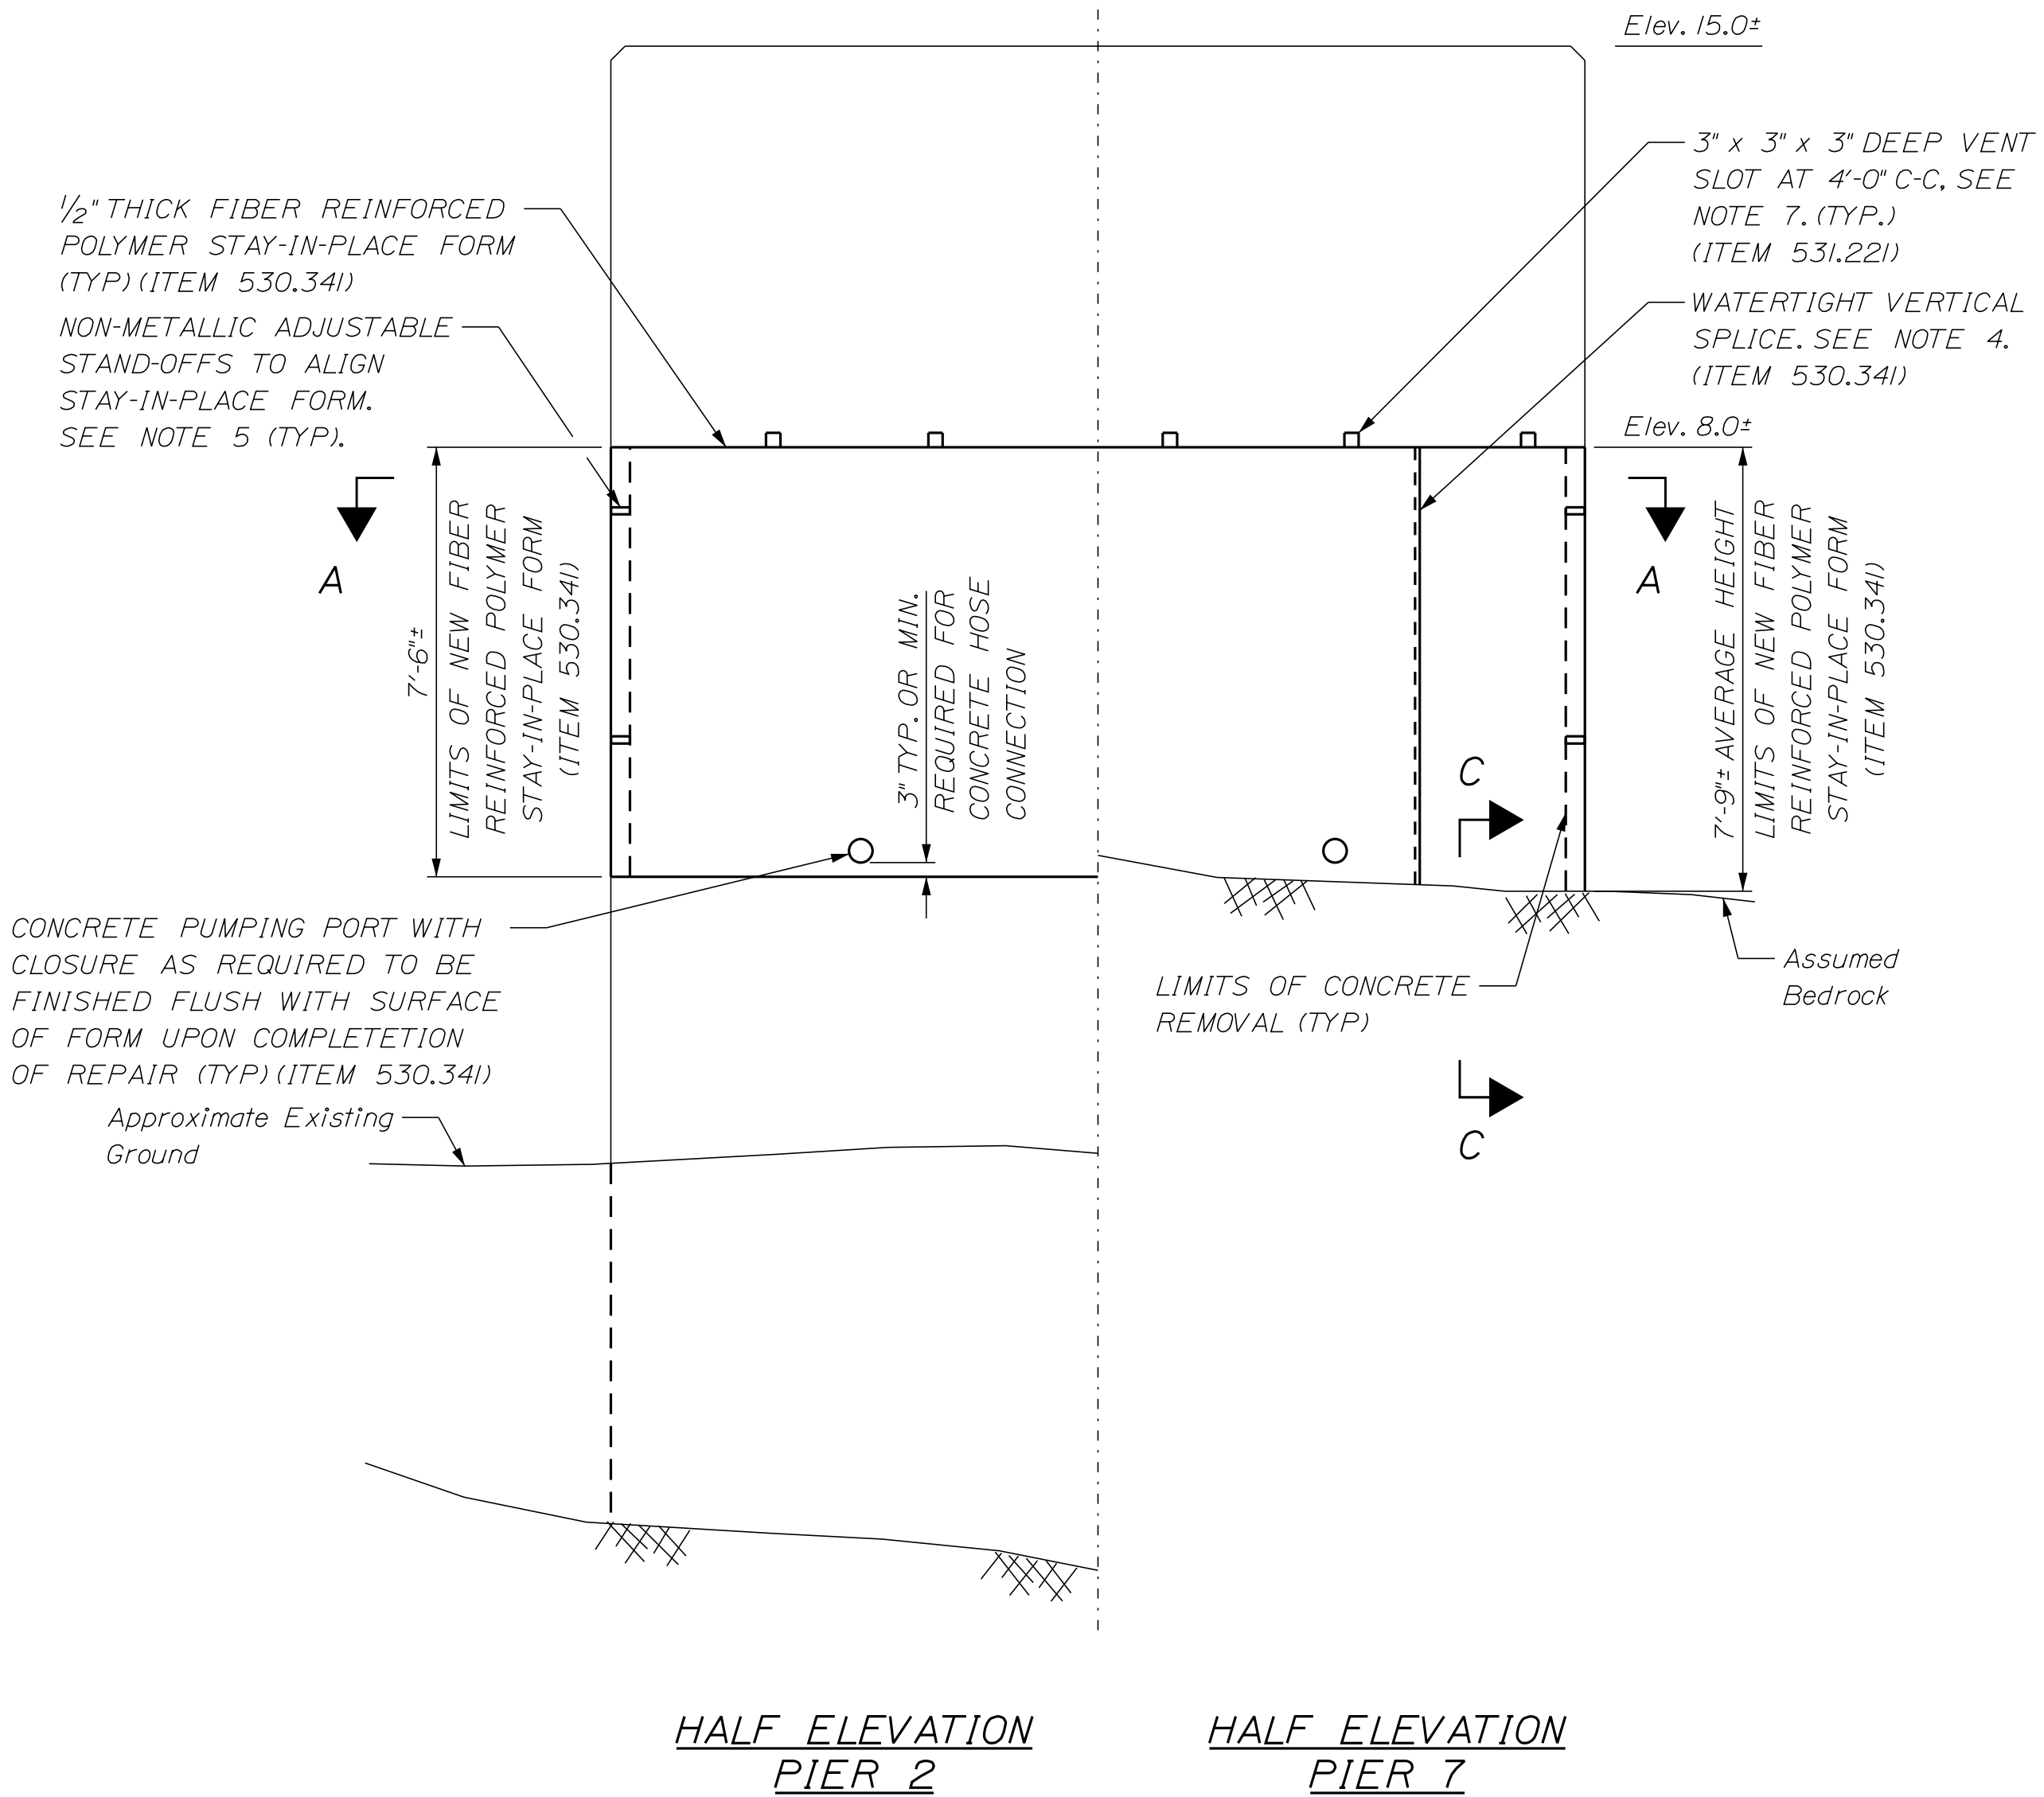 Elev. 15.0±
3" x 3" x 3" DEEP VENT
SLOT AT 4'-0" C-C, SEE
NOTE 7. (TYP.)
(ITEM 531.221)
1/2" THICK FIBER REINFORCED
POLYMER STAY-IN-PLACE FORM
(TYP) (ITEM 530.341)
NON-METALLIC ADJUSTABLE
STAND-OFFS TO ALIGN
STAY-IN-PLACE FORM.
SEE NOTE 5 (TYP).
WATERTIGHT VERTICAL
SPLICE. SEE NOTE 4.
(ITEM 530.341)
Elev. 8.0±
A
A
7'-6"±
LIMITS OF NEW FIBER
REINFORCED POLYMER
STAY-IN-PLACE FORM
(ITEM 530.341)
3" TYP. OR MIN.
REQUIRED FOR
CONCRETE HOSE
CONNECTION
7'-9"± AVERAGE HEIGHT
LIMITS OF NEW FIBER
REINFORCED POLYMER
STAY-IN-PLACE FORM
(ITEM 530.341)
C
CONCRETE PUMPING PORT WITH
CLOSURE AS REQUIRED TO BE
FINISHED FLUSH WITH SURFACE
OF FORM UPON COMPLETETION
OF REPAIR (TYP) (ITEM 530.341)
LIMITS OF CONCRETE
REMOVAL (TYP)
Assumed
Bedrock
Approximate Existing
Ground
C
HALF ELEVATION
PIER 2
HALF ELEVATION
PIER 7